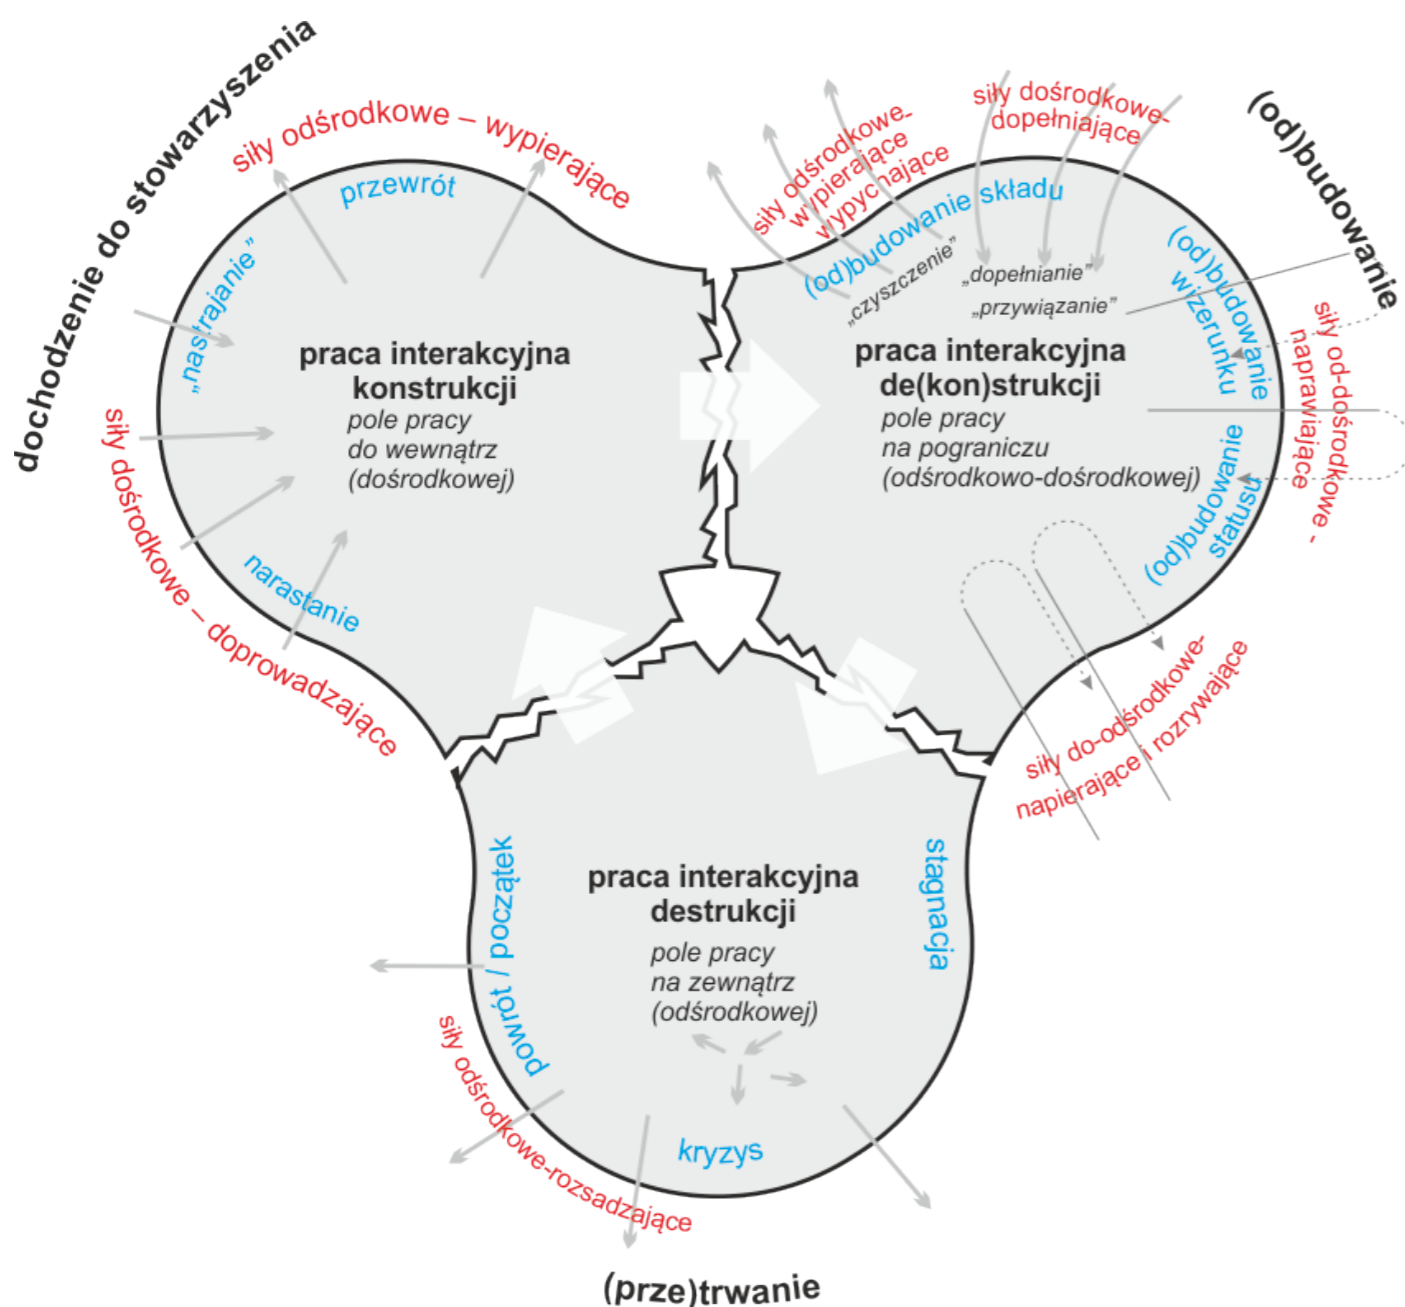 dochodzenie do stowarzyszenia
siły odśrodkowe – wypierające
przewrót
„nastrajanie”
praca interakcyjna
konstrukcji
pole pracy
do wewnątrz
(dośrodkowej)
narastanie
siły dośrodkowe – doprowadzające
siły odśrodkowe-
wypierające
wypychające
siły dośrodkowe-
dopełniające
(od)budowanie
(od)budowanie składu
„czyszczenie”
„dopełnianie”
„przywiązanie”
(od)budowanie
wizerunku
praca interakcyjna
de(kon)strukcji
pole pracy
na pograniczu
(odśrodkowo-dośrodkowej)
(od)budowanie
statusu
siły od-dośrodkowe -
naprawiające
siły do-odśrodkowe-
napierające i rozrywające
praca interakcyjna
destrukcji
pole pracy
na zewnątrz
(odśrodkowej)
stagnacja
powrót / początek
kryzys
siły odśrodkowe-rozsadzające
(prze)trwanie